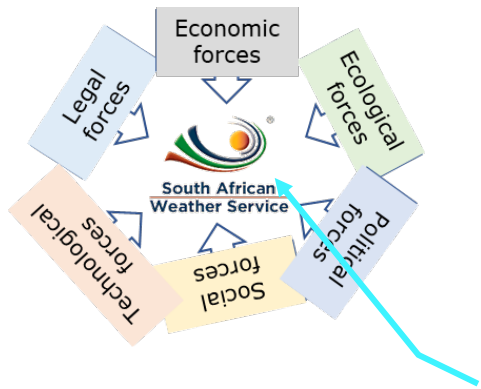 Economic
forces
Ecological
forces
Political
forces
Social
forces
Technological
forces
Legal
forces
®
South African
Weather Service